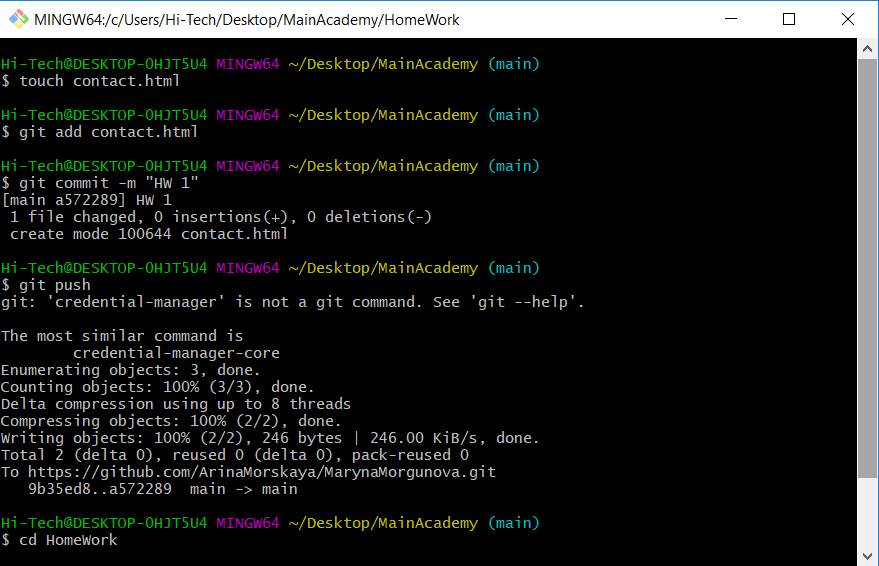 MINGW64:/c/Users/Hi-Tech/Desktop/MainAcademy/HomeWork
Hi-Tech@DESKTOP-OHJT5U4 MINGW64 ~/Desktop/MainAcademy (main)
$ touch contact.html
Hi-Tech@DESKTOP-OHJT5U4 MINGW64 ~/Desktop/MainAcademy (main)
$ git add contact.html
Hi-Tech@DESKTOP-OHJT5U4 MINGW64 ~/Desktop/MainAcademy (main)
$ git commit -m "HW 1"
[main a572289] HW 1
 1 file changed, 0 insertions(+), 0 deletions(-)
 create mode 100644 contact.html
Hi-Tech@DESKTOP-OHJT5U4 MINGW64 ~/Desktop/MainAcademy (main)
$ git push
git: 'credential-manager' is not a git command. See 'git --help'.
The most similar command is
        credential-manager-core
Enumerating objects: 3, done.
Counting objects: 100% (3/3), done.
Delta compression using up to 8 threads
Compressing objects: 100% (2/2), done.
Writing objects: 100% (2/2), 246 bytes | 246.00 KiB/s, done.
Total 2 (delta 0), reused 0 (delta 0), pack-reused 0
To https://github.com/ArinaMorskaya/MarynaMorgunova.git
   9b35ed8..a572289  main -> main
Hi-Tech@DESKTOP-OHJT5U4 MINGW64 ~/Desktop/MainAcademy (main)
$ cd HomeWork